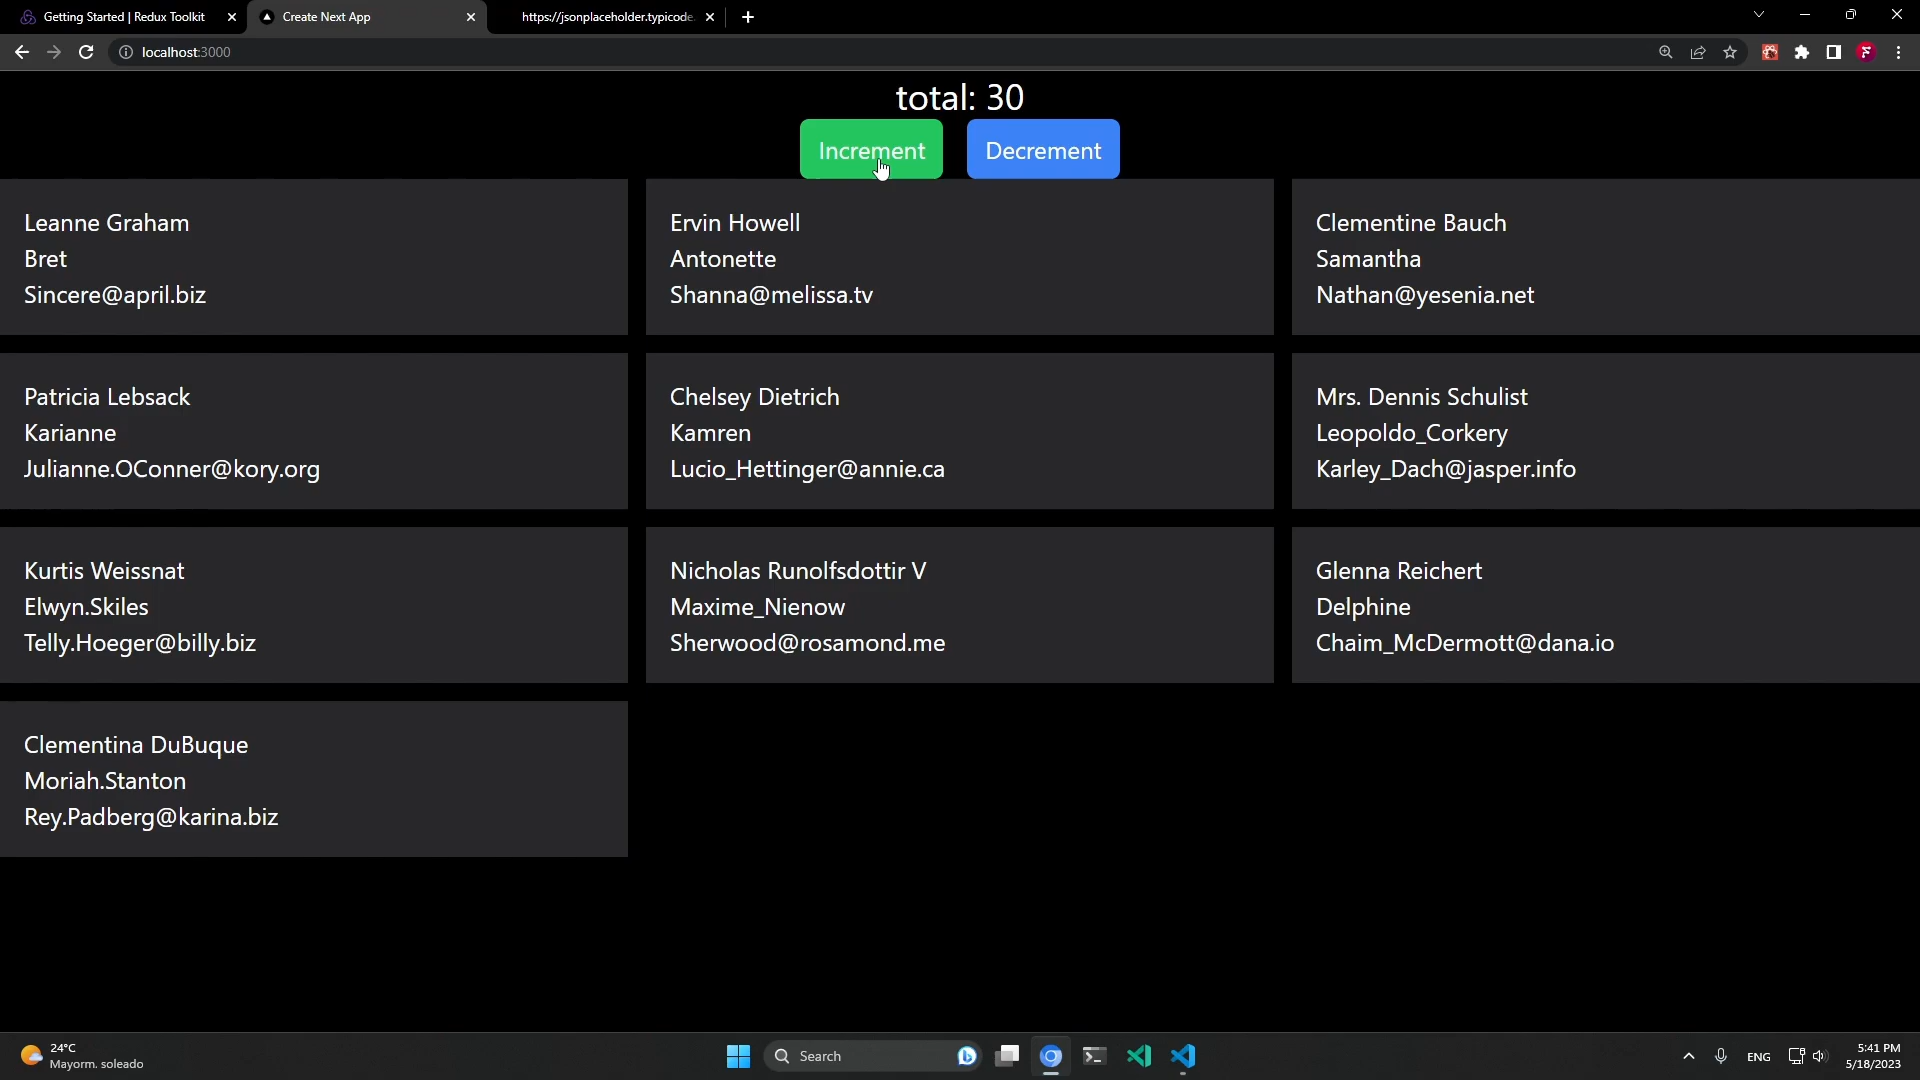 Getting Started | Redux Toolkit
Create Next App
https://jsonplaceholder.typicode.
localhost:3000
total: 30
Increment
Decrement
Leanne Graham
Bret
Sincere@april.biz
Ervin Howell
Antonette
Shanna@melissa.tv
Clementine Bauch
Samantha
Nathan@yesenia.net
Patricia Lebsack
Karianne
Julianne.OConner@kory.org
Chelsey Dietrich
Kamren
Lucio_Hettinger@annie.ca
Mrs. Dennis Schulist
Leopoldo_Corkery
Karley_Dach@jasper.info
Kurtis Weissnat
Elwyn.Skiles
Telly.Hoeger@billy.biz
Nicholas Runolfsdottir V
Maxime_Nienow
Sherwood@rosamond.me
Glenna Reichert
Delphine
Chaim_McDermott@dana.io
Clementina DuBuque
Moriah.Stanton
Rey.Padberg@karina.biz
24°C
Mayorm. soleado
Search
ENG
5:41 PM
5/18/2023